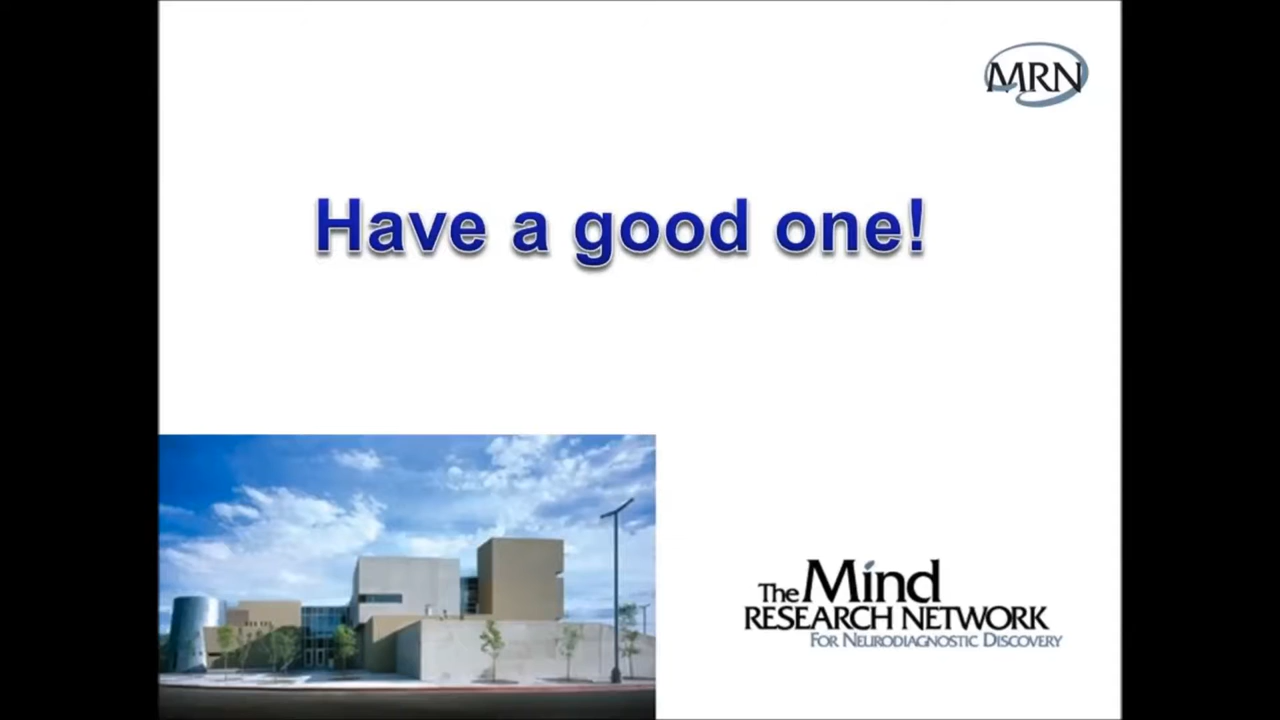 MRN
Have a good one!
The Mind
RESEARCH NETWORK
FOR NEURODIAGNOSTIC DISCOVERY